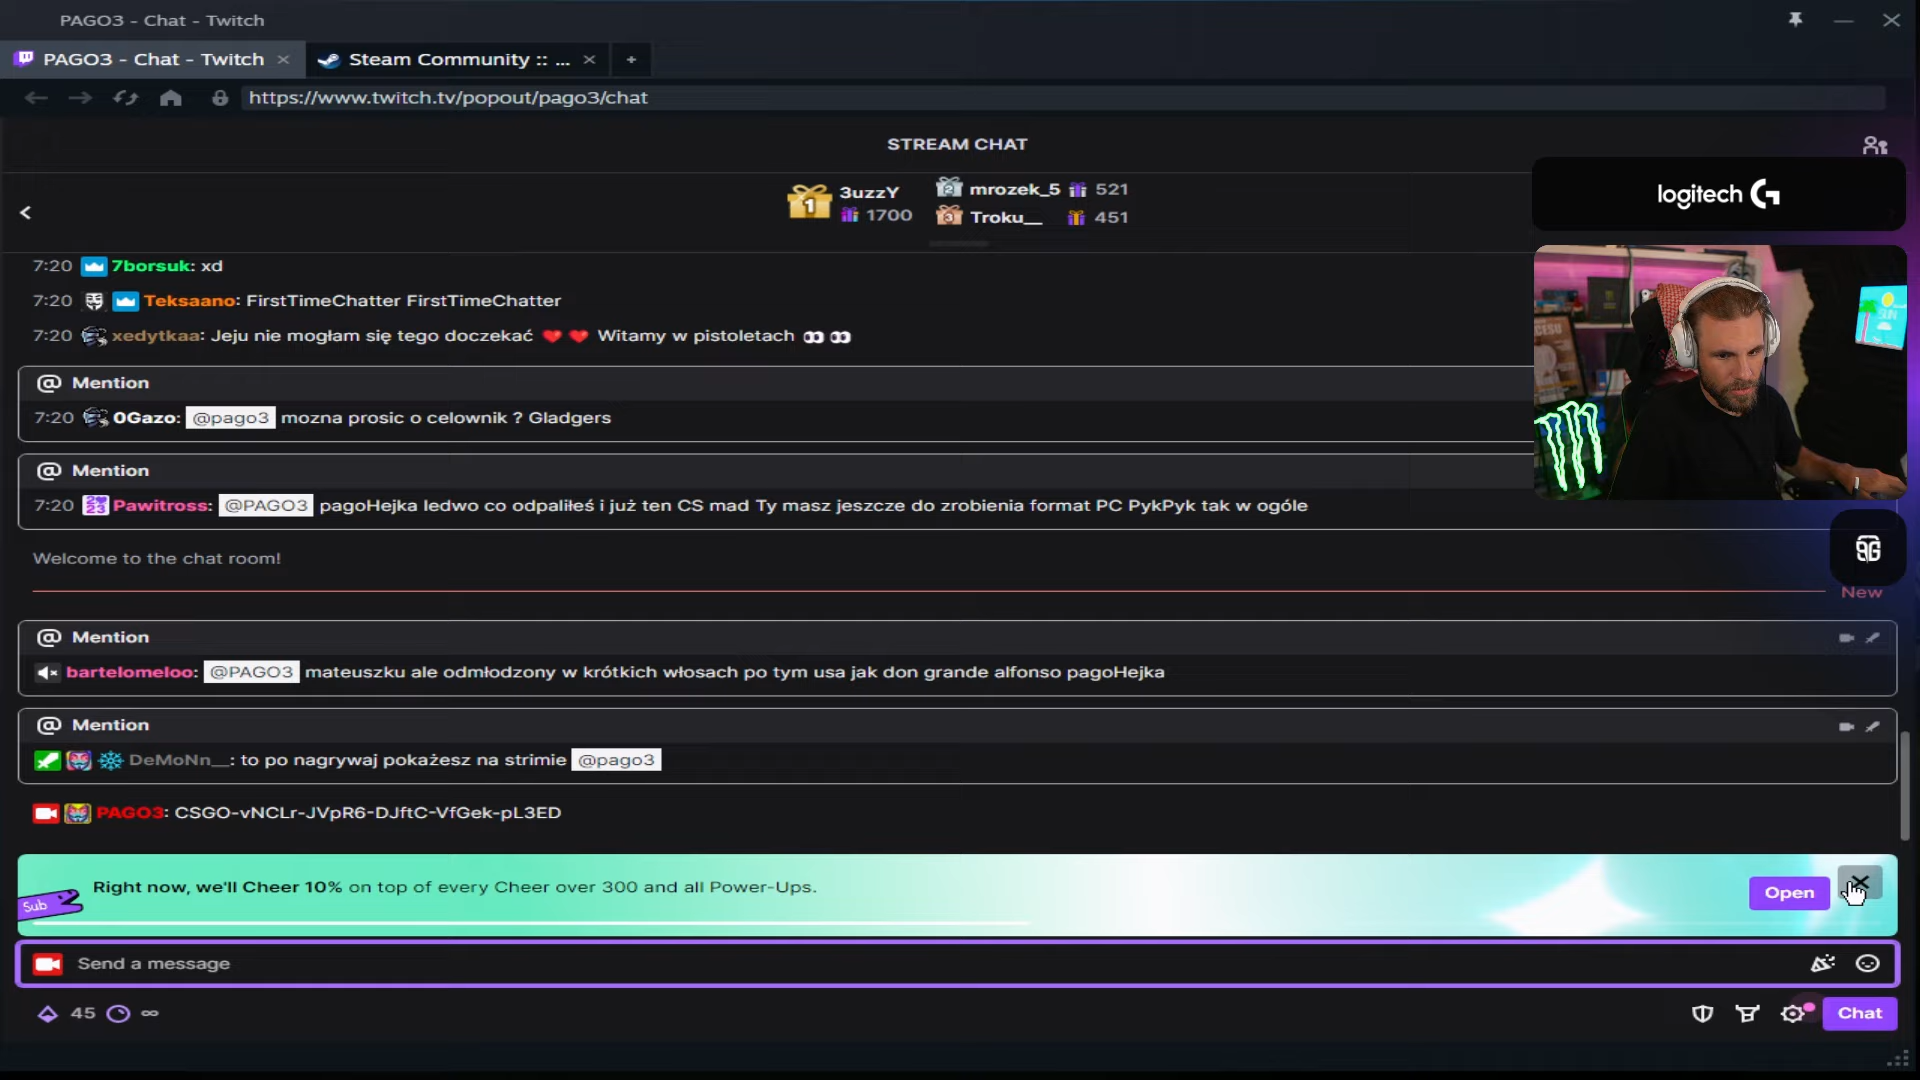 PAGO3 - Chat - Twitch
PAGO3 - Chat - Twitch
Steam Community :: ...
https://www.twitch.tv/popout/pago3/chat
STREAM CHAT
logitech G
1 3uzzY 1700
2 mrozek_5 521
3 Troku__ 451
7:20 7borsuk: xd
7:20 Teksaano: FirstTimeChatter FirstTimeChatter
7:20 xedytkaa: Jeju nie mogłam się tego doczekać ❤️ ❤️ Witamy w pistoletach 👀 👀
@ Mention
7:20 0Gazo: @pago3 mozna prosic o celownik ? Gladgers
@ Mention
7:20 Pawitross: @PAGO3 pagoHejka ledwo co odpaliłeś i już ten CS mad Ty masz jeszcze do zrobienia format PC PykPyk tak w ogóle
Welcome to the chat room!
New
@ Mention
bartelomeloo: @PAGO3 mateuszku ale odmłodzony w krótkich włosach po tym usa jak don grande alfonso pagoHejka
@ Mention
DeMoNn__: to po nagrywaj pokażesz na strimie @pago3
PAGO3: CSGO-vNCLr-JVpR6-DJftC-VfGek-pL3ED
Sub
Right now, we'll Cheer 10% on top of every Cheer over 300 and all Power-Ups.
Open
Send a message
45 ∞
Chat